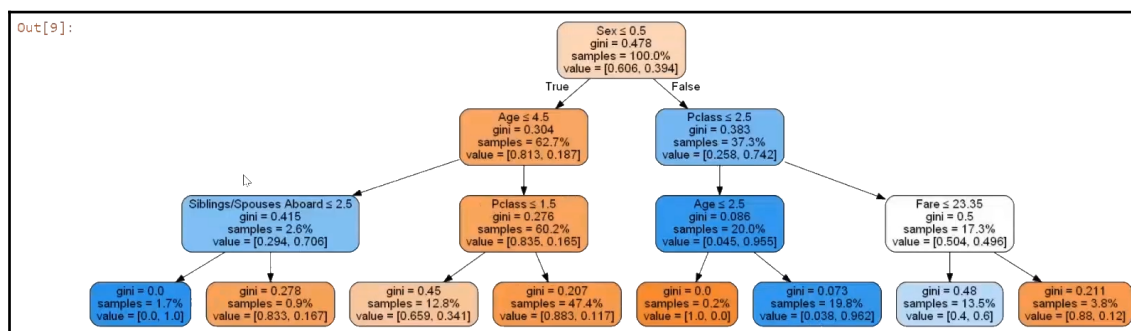 Out[9]:
Sex ≤ 0.5
gini = 0.478
samples = 100.0%
value = [0.606, 0.394]
True
False
Age ≤ 4.5
gini = 0.304
samples = 62.7%
value = [0.813, 0.187]
Pclass ≤ 2.5
gini = 0.383
samples = 37.3%
value = [0.258, 0.742]
Siblings/Spouses Aboard ≤ 2.5
gini = 0.415
samples = 2.6%
value = [0.294, 0.706]
Pclass ≤ 1.5
gini = 0.276
samples = 60.2%
value = [0.835, 0.165]
Age ≤ 2.5
gini = 0.086
samples = 20.0%
value = [0.045, 0.955]
Fare ≤ 23.35
gini = 0.5
samples = 17.3%
value = [0.504, 0.496]
gini = 0.0
samples = 1.7%
value = [0.0, 1.0]
gini = 0.278
samples = 0.9%
value = [0.833, 0.167]
gini = 0.45
samples = 12.8%
value = [0.659, 0.341]
gini = 0.207
samples = 47.4%
value = [0.883, 0.117]
gini = 0.0
samples = 0.2%
value = [1.0, 0.0]
gini = 0.073
samples = 19.8%
value = [0.038, 0.962]
gini = 0.48
samples = 13.5%
value = [0.4, 0.6]
gini = 0.211
samples = 3.8%
value = [0.88, 0.12]